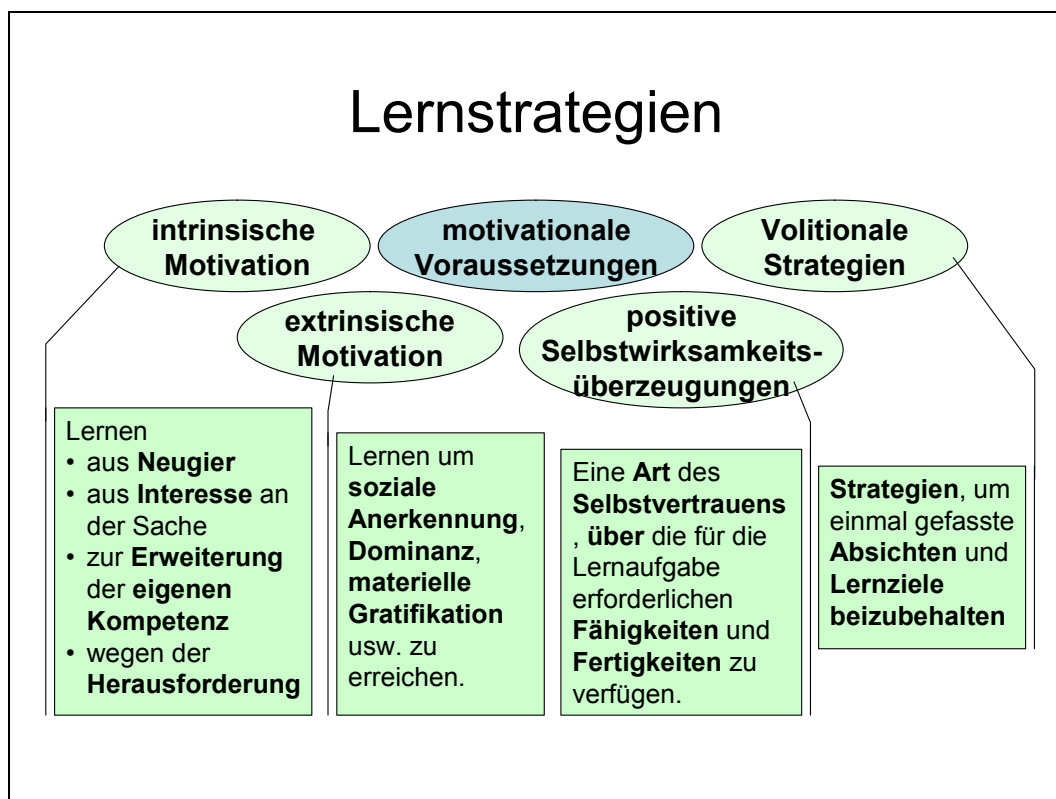 Lernstrategien
intrinsische
Motivation
motivationale
Voraussetzungen
Volitionale
Strategien
extrinsische
Motivation
positive
Selbstwirksamkeits-
überzeugungen
Lernen
• aus Neugier
• aus Interesse an
der Sache
• zur Erweiterung
der eigenen
Kompetenz
• wegen der
Herausforderung
Lernen um
soziale
Anerkennung,
Dominanz,
materielle
Gratifikation
usw. zu
erreichen.
Eine Art des
Selbstvertrauens
, über die für die
Lernaufgabe
erforderlichen
Fähigkeiten und
Fertigkeiten zu
verfügen.
Strategien, um
einmal gefasste
Absichten und
Lernziele
beizubehalten